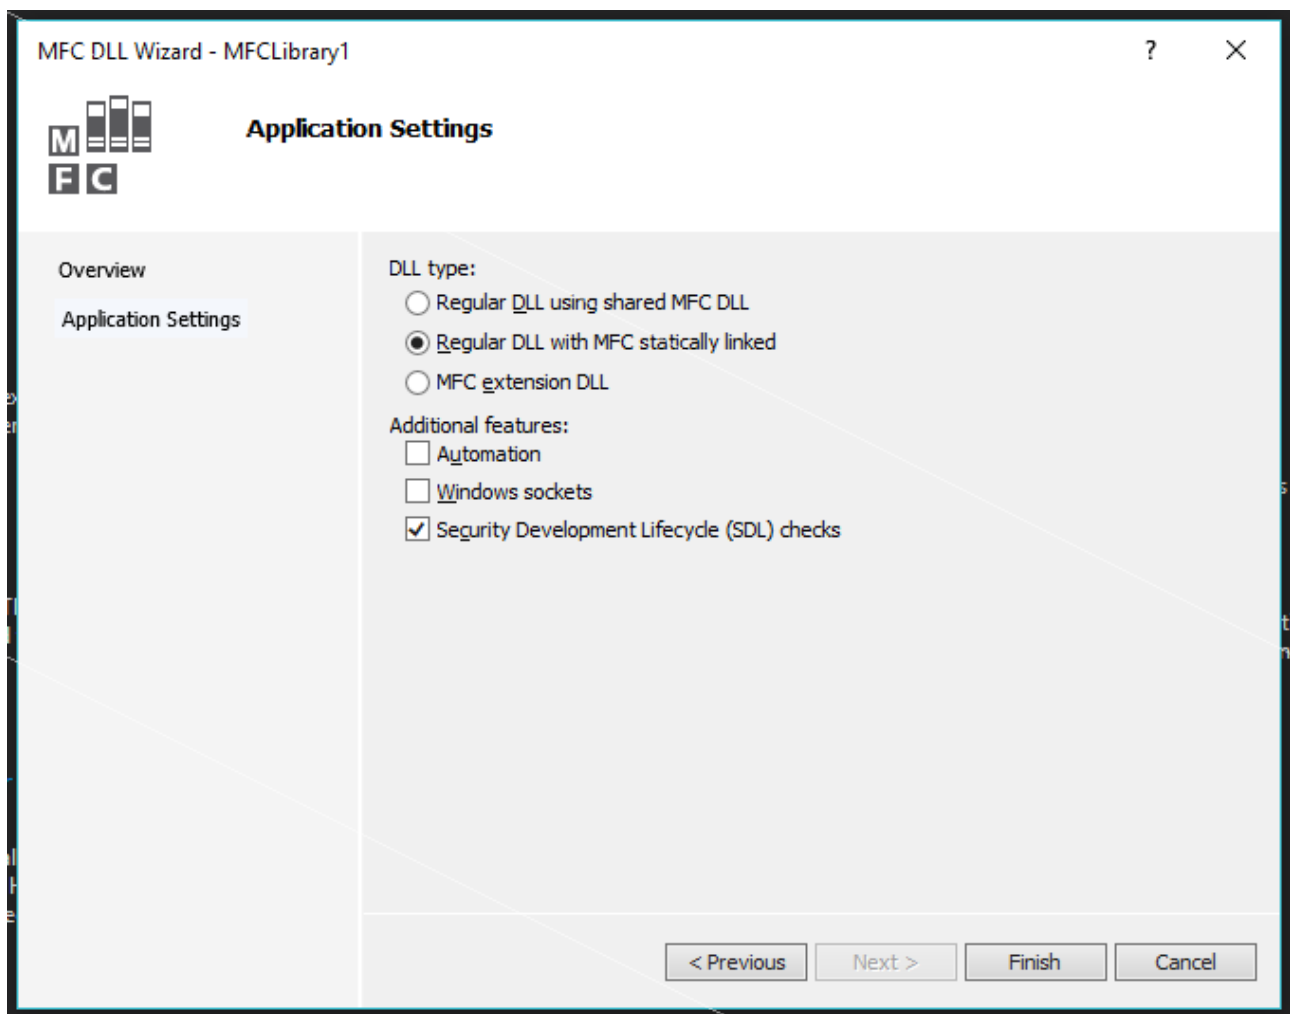 MFC DLL Wizard - MFCLibrary1
?
M
F C
Application Settings
Overview
Application Settings
DLL type:
Regular DLL using shared MFC DLL
Regular DLL with MFC statically linked
MFC extension DLL
Additional features:
Automation
Windows sockets
Security Development Lifecycle (SDL) checks
< Previous
Next >
Finish
Cancel